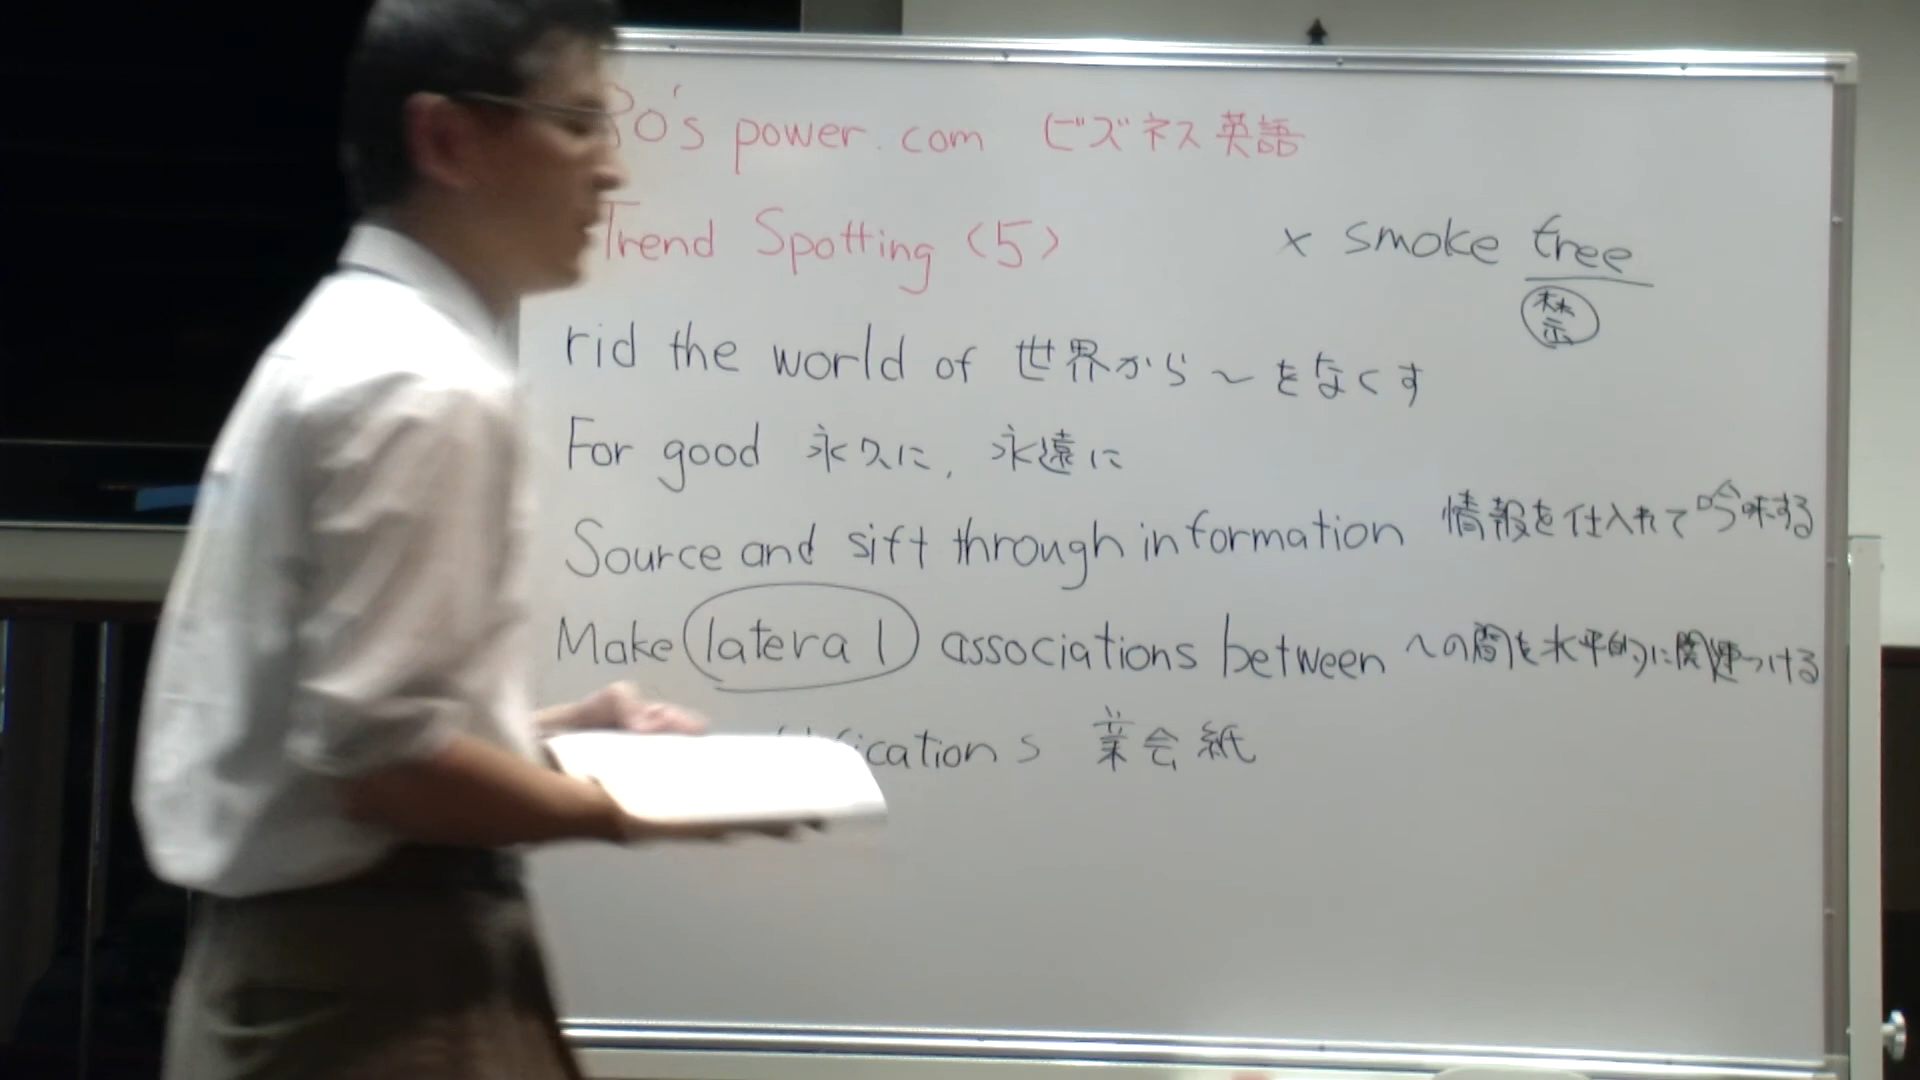 Ro's power.com ビズネス英語
Trend Spotting <5>
x smoke tree
禁
rid the world of 世界から〜をなくす
For good 永久に, 永遠に
Source and sift through information 情報を仕入れて吟味する
Make lateral associations between 〜の間を水平的に関連づける
ications 業会紙